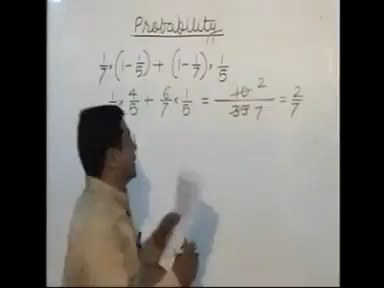 Probability
1/7 × (1 - 1/5) + (1 - 1/7) × 1/5
1/7 × 4/5 + 6/7 × 1/5 = 10 2 / 35 7 = 2/7